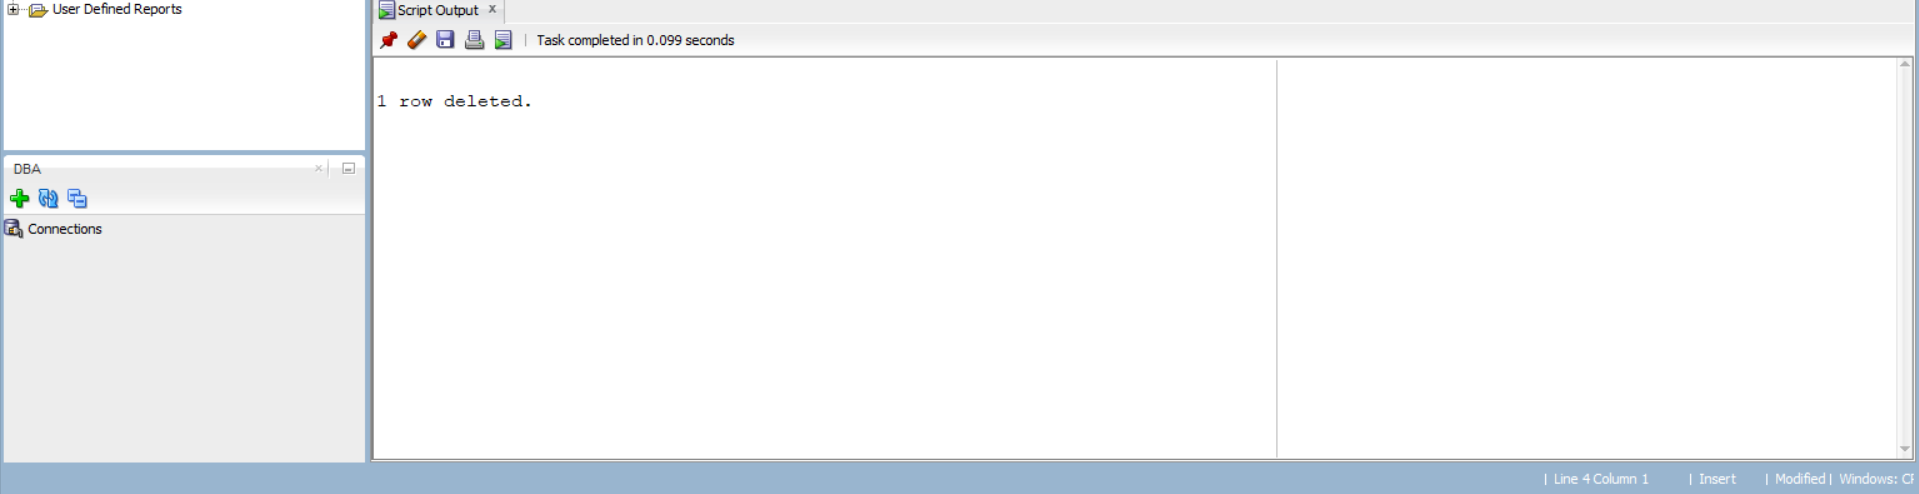 User Defined Reports
Script Output x
Task completed in 0.099 seconds
1 row deleted.
DBA
Connections
| Line 4 Column 1 | Insert | Modified | Windows: CR